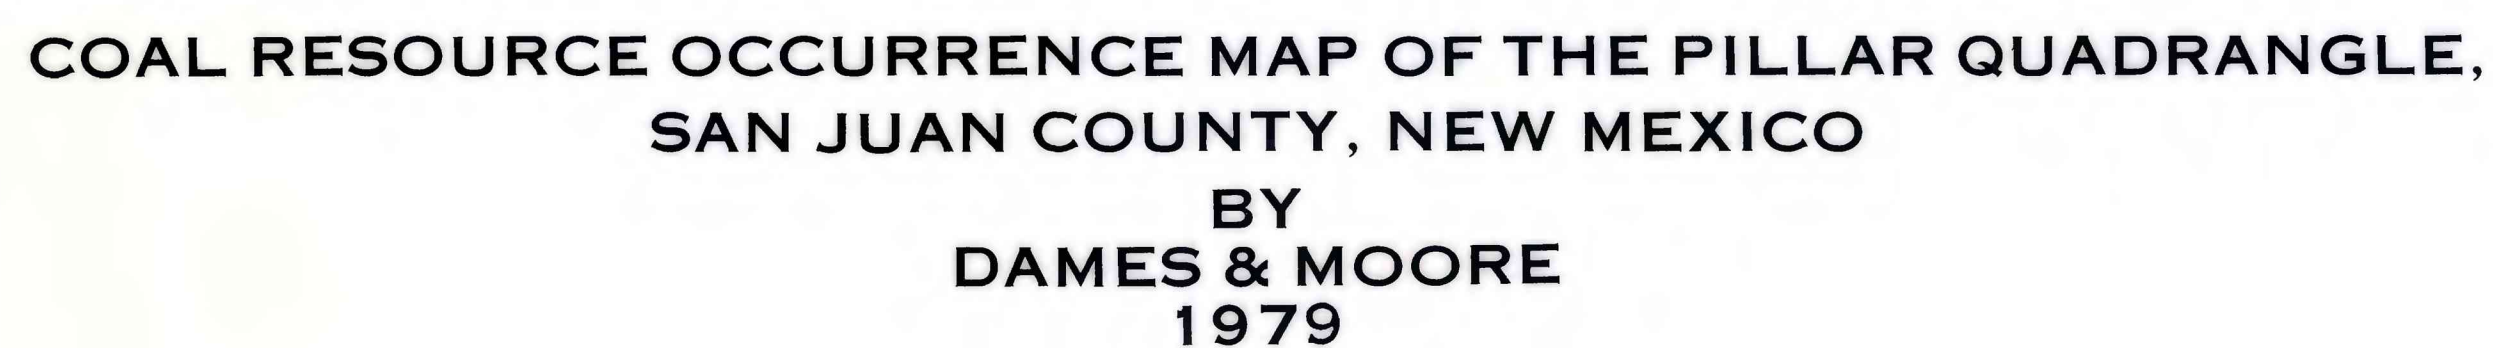 COAL RESOURCE OCCURRENCE MAP OF THE PILLAR QUADRANGLE,
SAN JUAN COUNTY, NEW MEXICO
BY
DAMES & MOORE
1979